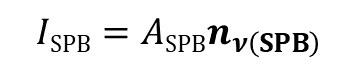 I_SPB = A_SPB n_ν(SPB)